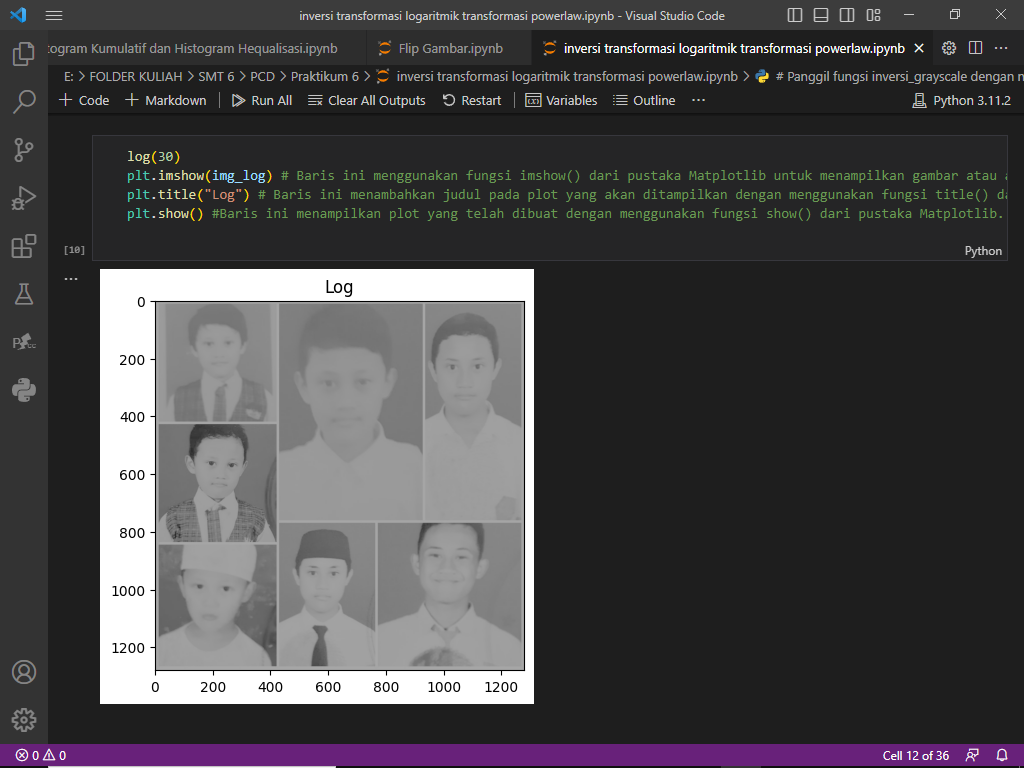 inversi transformasi logaritmik transformasi powerlaw.ipynb - Visual Studio Code
togram Kumulatif dan Histogram Hequalisasi.ipynb
Flip Gambar.ipynb
inversi transformasi logaritmik transformasi powerlaw.ipynb
E: > FOLDER KULIAH > SMT 6 > PCD > Praktikum 6 > inversi transformasi logaritmik transformasi powerlaw.ipynb > # Panggil fungsi inversi_grayscale dengan n
+ Code + Markdown Run All Clear All Outputs Restart Variables Outline ... Python 3.11.2
log(30)
plt.imshow(img_log) # Baris ini menggunakan fungsi imshow() dari pustaka Matplotlib untuk menampilkan gambar atau a
plt.title("Log") # Baris ini menambahkan judul pada plot yang akan ditampilkan dengan menggunakan fungsi title() da
plt.show() #Baris ini menampilkan plot yang telah dibuat dengan menggunakan fungsi show() dari pustaka Matplotlib.
[10]
Python
...
Log
0
200
400
600
800
1000
1200
0 200 400 600 800 1000 1200
0 0
Cell 12 of 36